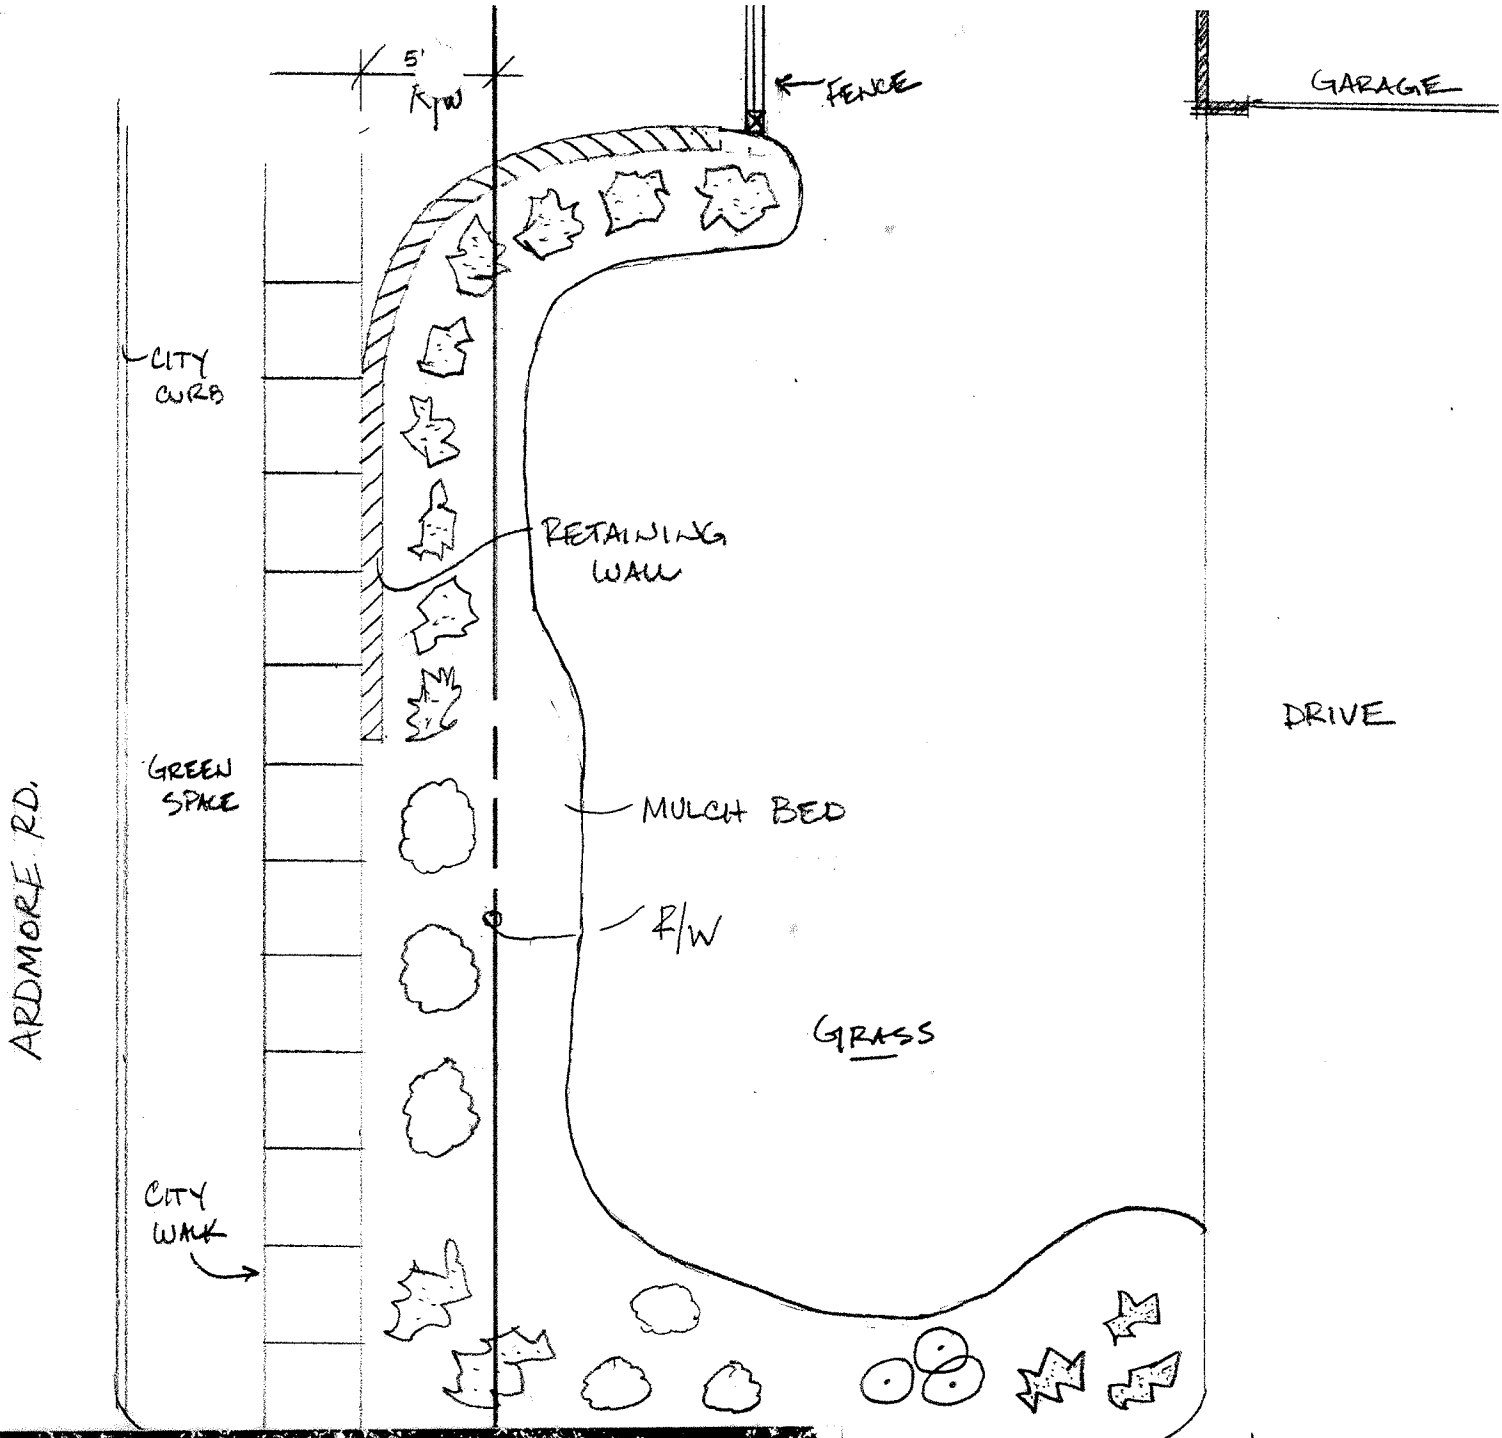 5'
R/W
FENCE
GARAGE
CITY
CURB
RETAINING
WALL
DRIVE
GREEN
SPACE
MULCH BED
ARDMORE RD.
R/W
GRASS
CITY
WALK